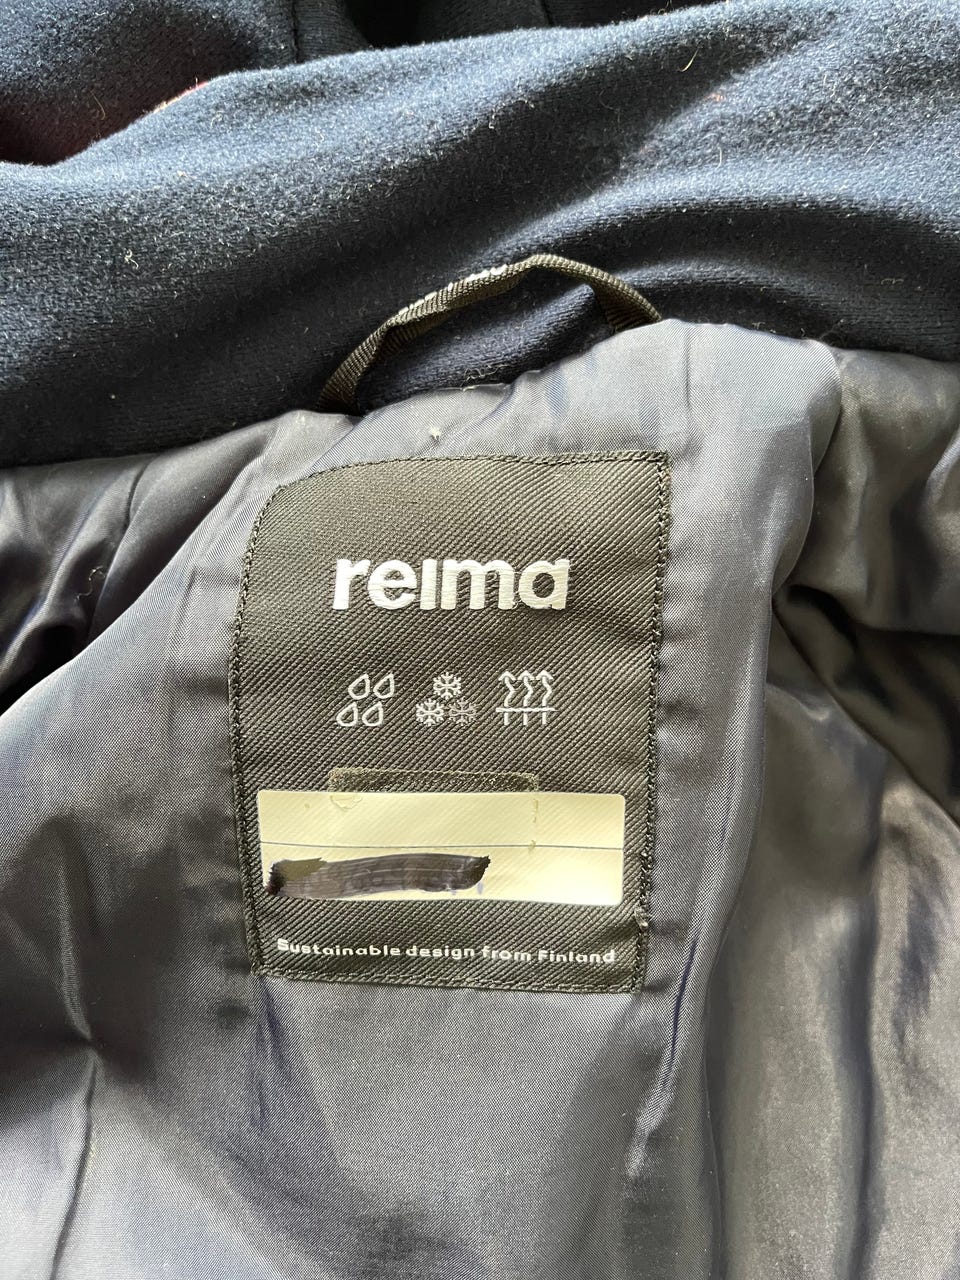 reima
Sustainable design from Finland